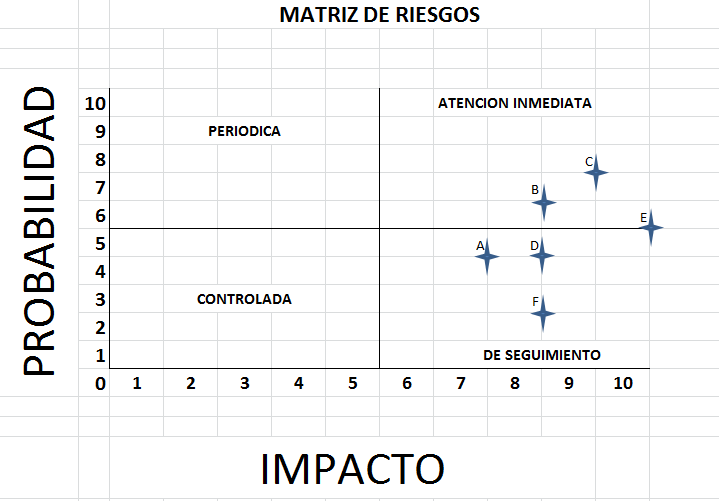 MATRIZ DE RIESGOS
PROBABILIDAD
10 ATENCION INMEDIATA
9 PERIODICA
8 C
7 B
6 E
5 A D
4
3 CONTROLADA F
2
1 DE SEGUIMIENTO
0 1 2 3 4 5 6 7 8 9 10
IMPACTO